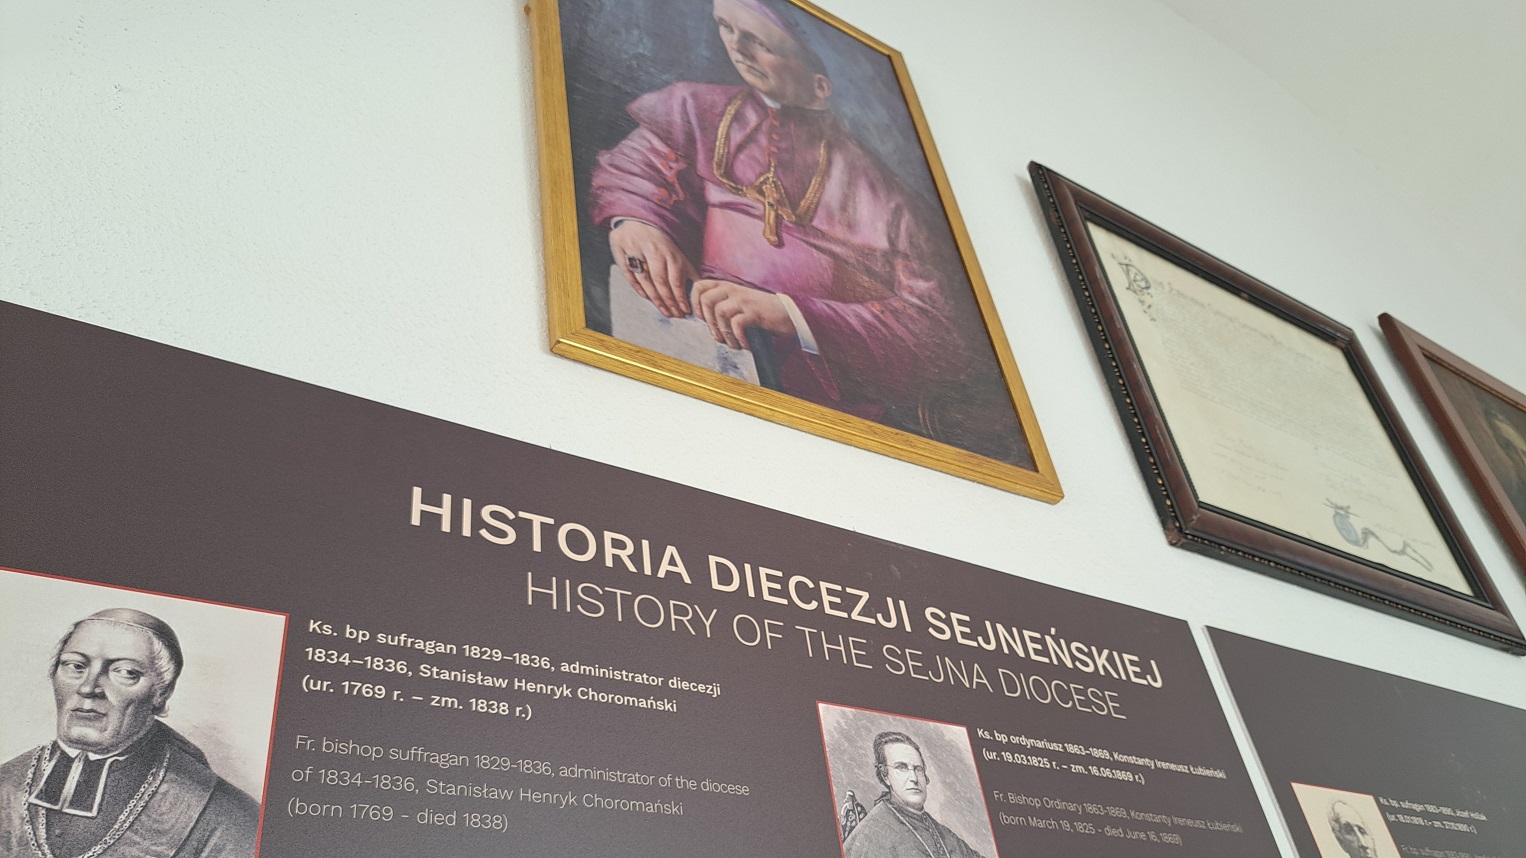 HISTORIA DIECEZJI SEJNEŃSKIEJ
HISTORY OF THE SEJNA DIOCESE
Ks. bp sufragan 1829–1836, administrator diecezji
1834–1836, Stanisław Henryk Choromański
(ur. 1769 r. – zm. 1838 r.)
Fr. bishop suffragan 1829-1836, administrator of the diocese
of 1834-1836, Stanisław Henryk Choromański
(born 1769 - died 1838)
Ks. bp ordynariusz 1863–1869, Konstanty Ireneusz Łubieński
(ur. 19.03.1825 r. – zm. 16.06.1869 r.)
Fr. Bishop Ordinary 1863-1869, Konstanty Ireneusz Łubieński
(born March 19, 1825 - died June 16, 1869)
Ks. bp. sufragan